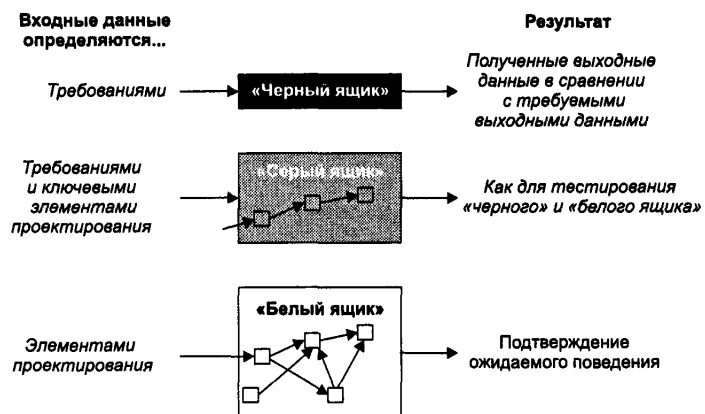 Входные данные
определяются...
Результат
Требованиями
«Черный ящик»
Полученные выходные
данные в сравнении
с требуемыми
выходными данными
Требованиями
и ключевыми
элементами
проектирования
«Серый ящик»
Как для тестирования
«черного» и «белого ящика»
Элементами
проектирования
«Белый ящик»
Подтверждение
ожидаемого поведения